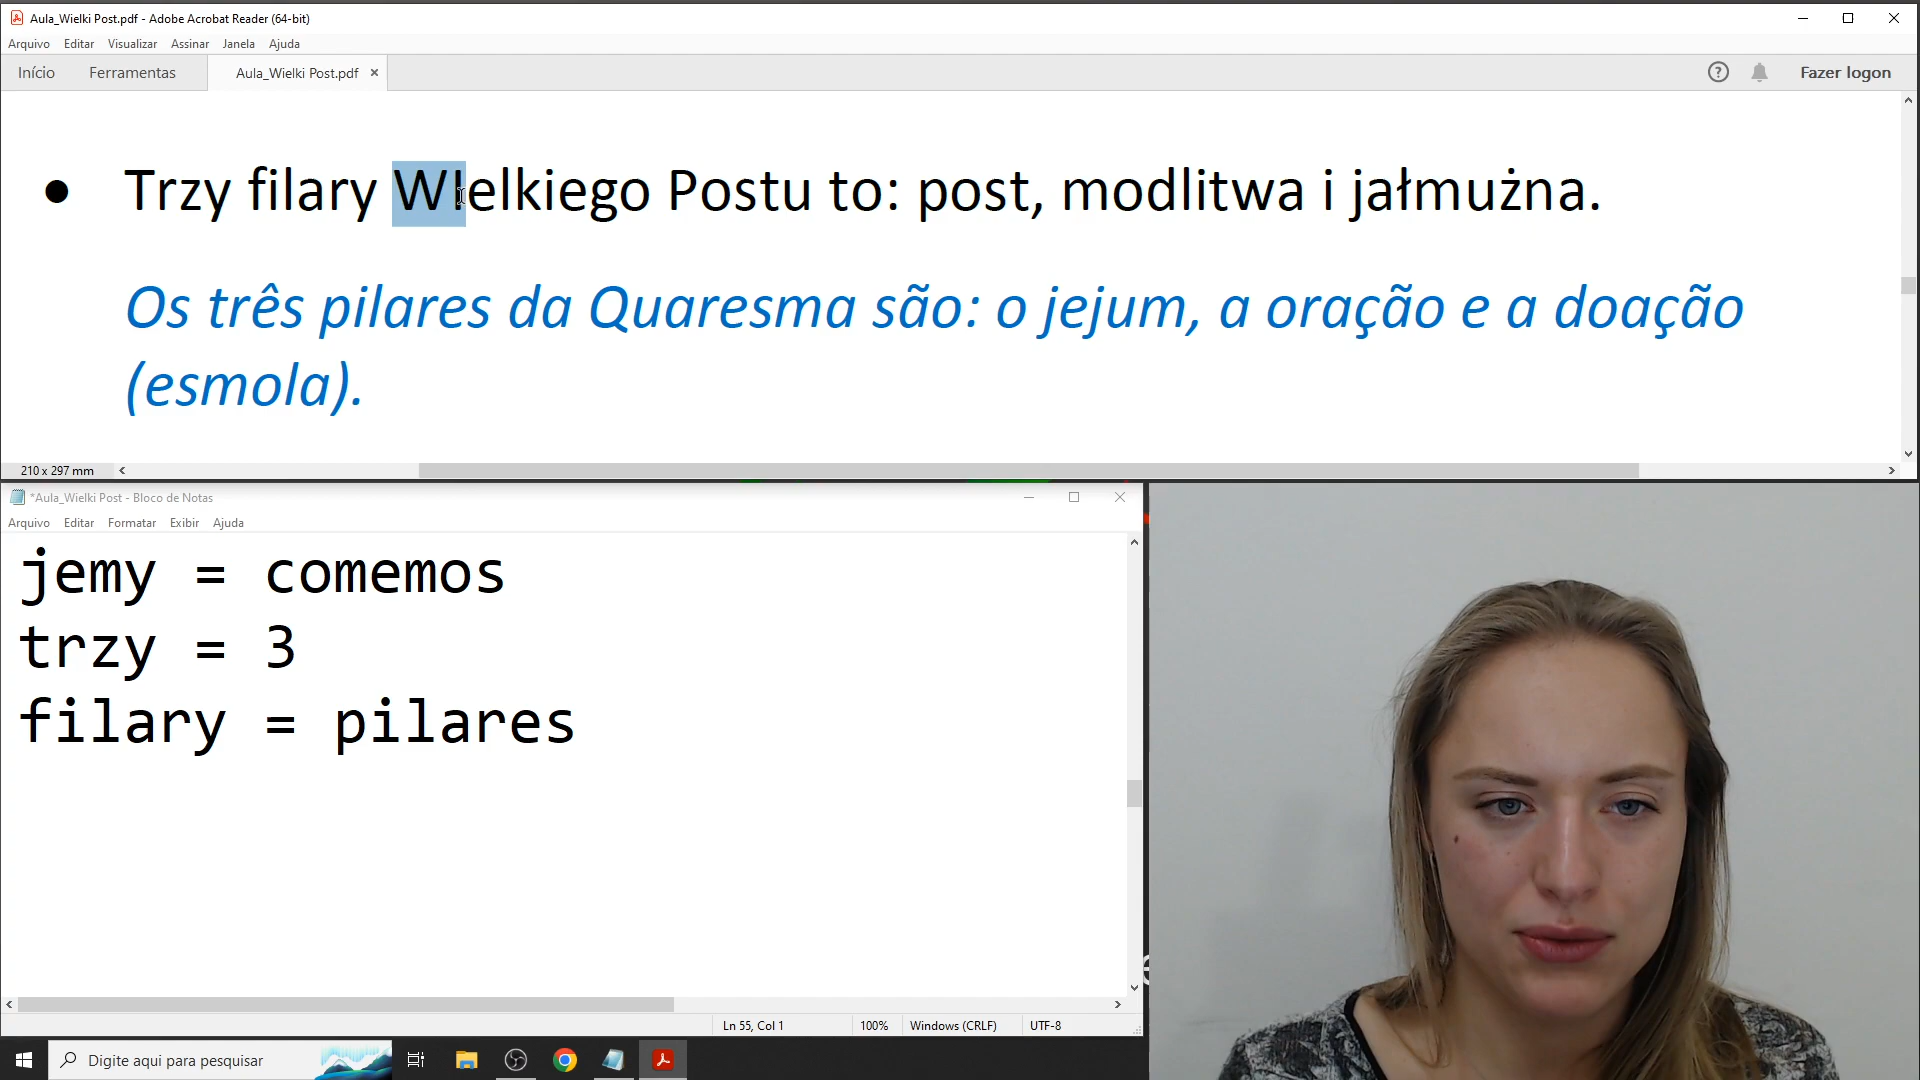 Aula_Wielki Post.pdf - Adobe Acrobat Reader (64-bit)
Arquivo Editar Visualizar Assinar Janela Ajuda
Início Ferramentas Aula_Wielki Post.pdf × Fazer logon
● Trzy filary WIelkiego Postu to: post, modlitwa i jałmużna.
Os três pilares da Quaresma são: o jejum, a oração e a doação
(esmola).
210 x 297 mm
*Aula_Wielki Post - Bloco de Notas
Arquivo Editar Formatar Exibir Ajuda
jemy = comemos
trzy = 3
filary = pilares
Ln 55, Col 1 100% Windows (CRLF) UTF-8
Digite aqui para pesquisar